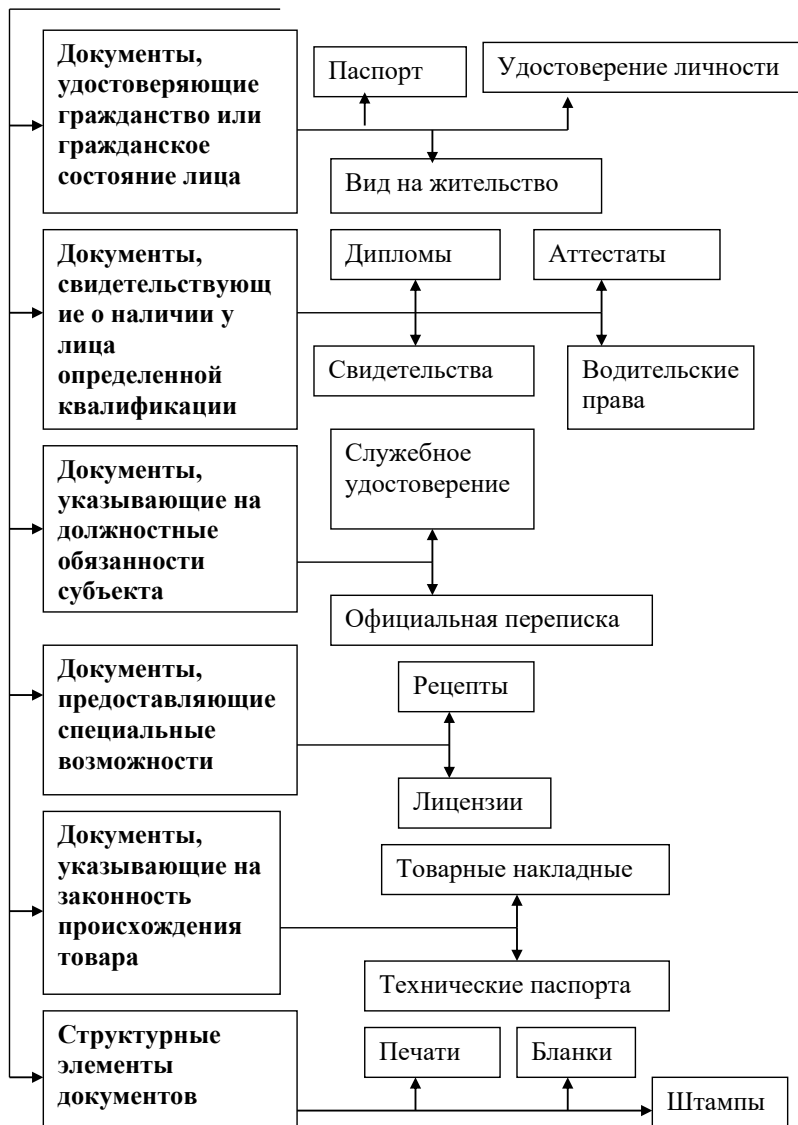 Документы,
удостоверяющие
гражданство или
гражданское
состояние лица
Паспорт
Удостоверение личности
Вид на жительство
Документы,
свидетельствующ
ие о наличии у
лица
определенной
квалификации
Дипломы
Аттестаты
Свидетельства
Водительские
права
Документы,
указывающие на
должностные
обязанности
субъекта
Служебное
удостоверение
Официальная переписка
Документы,
предоставляющие
специальные
возможности
Рецепты
Лицензии
Документы,
указывающие на
законность
происхождения
товара
Товарные накладные
Технические паспорта
Структурные
элементы
документов
Печати
Бланки
Штампы